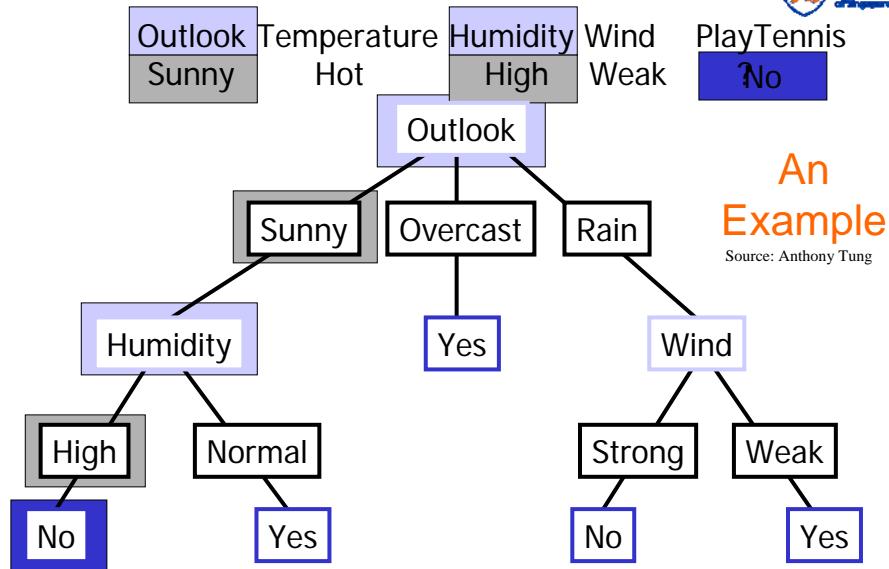 Outlook Temperature Humidity Wind PlayTennis
Sunny Hot High Weak ?No
Outlook
An
Example
Source: Anthony Tung
Sunny Overcast Rain
Humidity Yes Wind
High Normal Strong Weak
No Yes No Yes